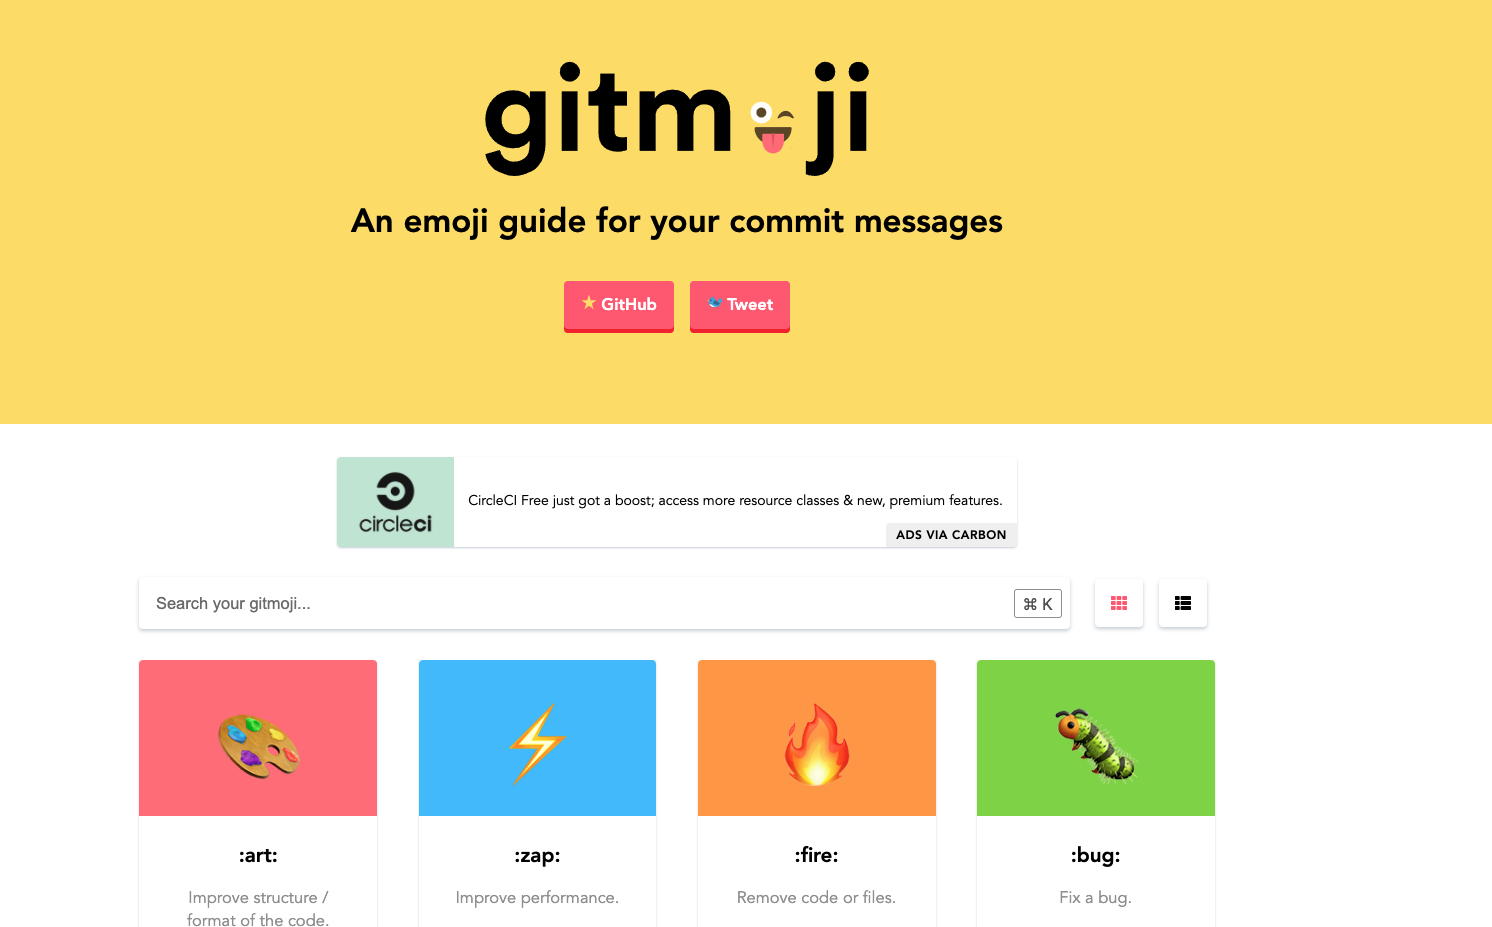 gitmoji
An emoji guide for your commit messages
GitHub
Tweet
circleci
CircleCI Free just got a boost; access more resource classes & new, premium features.
ADS VIA CARBON
Search your gitmoji...
⌘ K
:art:
Improve structure /
format of the code.
:zap:
Improve performance.
:fire:
Remove code or files.
:bug:
Fix a bug.